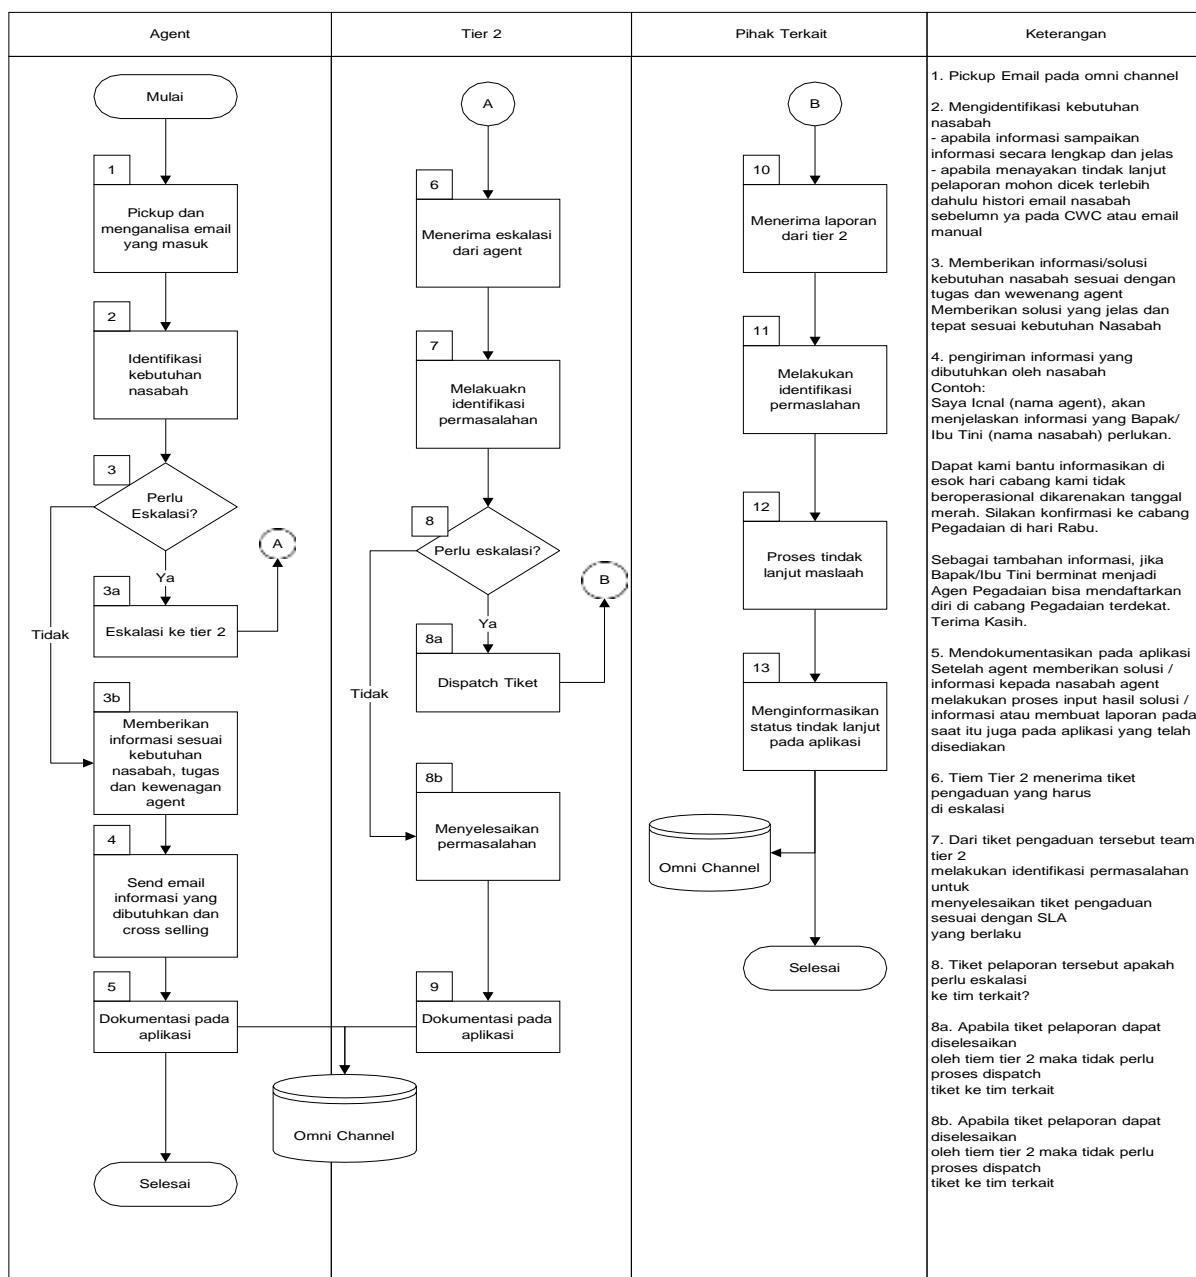 Agent
Tier 2
Pihak Terkait
Keterangan
Mulai
1
Pickup dan
menganalisa email
yang masuk
2
Identifikasi
kebutuhan
nasabah
3
Perlu
Eskalasi?
Ya
Tidak
3a
Eskalasi ke tier 2
A
3b
Memberikan
informasi sesuai
kebutuhan
nasabah, tugas
dan kewenagan
agent
4
Send email
informasi yang
dibutuhkan dan
cross selling
5
Dokumentasi pada
aplikasi
Selesai
A
6
Menerima eskalasi
dari agent
7
Melakuakn
identifikasi
permasalahan
8
Perlu eskalasi?
Ya
Tidak
8a
Dispatch Tiket
B
8b
Menyelesaikan
permasalahan
9
Dokumentasi pada
aplikasi
Omni Channel
B
10
Menerima laporan
dari tier 2
11
Melakukan
identifikasi
permaslahan
12
Proses tindak
lanjut maslaah
13
Menginformasikan
status tindak lanjut
pada aplikasi
Omni Channel
Selesai
1. Pickup Email pada omni channel
2. Mengidentifikasi kebutuhan
nasabah
- apabila informasi sampaikan
informasi secara lengkap dan jelas
- apabila menayakan tindak lanjut
pelaporan mohon dicek terlebih
dahulu histori email nasabah
sebelumn ya pada CWC atau email
manual
3. Memberikan informasi/solusi
kebutuhan nasabah sesuai dengan
tugas dan wewenang agent
Memberikan solusi yang jelas dan
tepat sesuai kebutuhan Nasabah
4. pengiriman informasi yang
dibutuhkan oleh nasabah
Contoh:
Saya Icnal (nama agent), akan
menjelaskan informasi yang Bapak/
Ibu Tini (nama nasabah) perlukan.
Dapat kami bantu informasikan di
esok hari cabang kami tidak
beroperasional dikarenakan tanggal
merah. Silakan konfirmasi ke cabang
Pegadaian di hari Rabu.
Sebagai tambahan informasi, jika
Bapak/Ibu Tini berminat menjadi
Agen Pegadaian bisa mendaftarkan
diri di cabang Pegadaian terdekat.
Terima Kasih.
5. Mendokumentasikan pada aplikasi
Setelah agent memberikan solusi /
informasi kepada nasabah agent
melakukan proses input hasil solusi /
informasi atau membuat laporan pada
saat itu juga pada aplikasi yang telah
disediakan
6. Tiem Tier 2 menerima tiket
pengaduan yang harus
di eskalasi
7. Dari tiket pengaduan tersebut team
tier 2
melakukan identifikasi permasalahan
untuk
menyelesaikan tiket pengaduan
sesuai dengan SLA
yang berlaku
8. Tiket pelaporan tersebut apakah
perlu eskalasi
ke tim terkait?
8a. Apabila tiket pelaporan dapat
diselesaikan
oleh tiem tier 2 maka tidak perlu
proses dispatch
tiket ke tim terkait
8b. Apabila tiket pelaporan dapat
diselesaikan
oleh tiem tier 2 maka tidak perlu
proses dispatch
tiket ke tim terkait